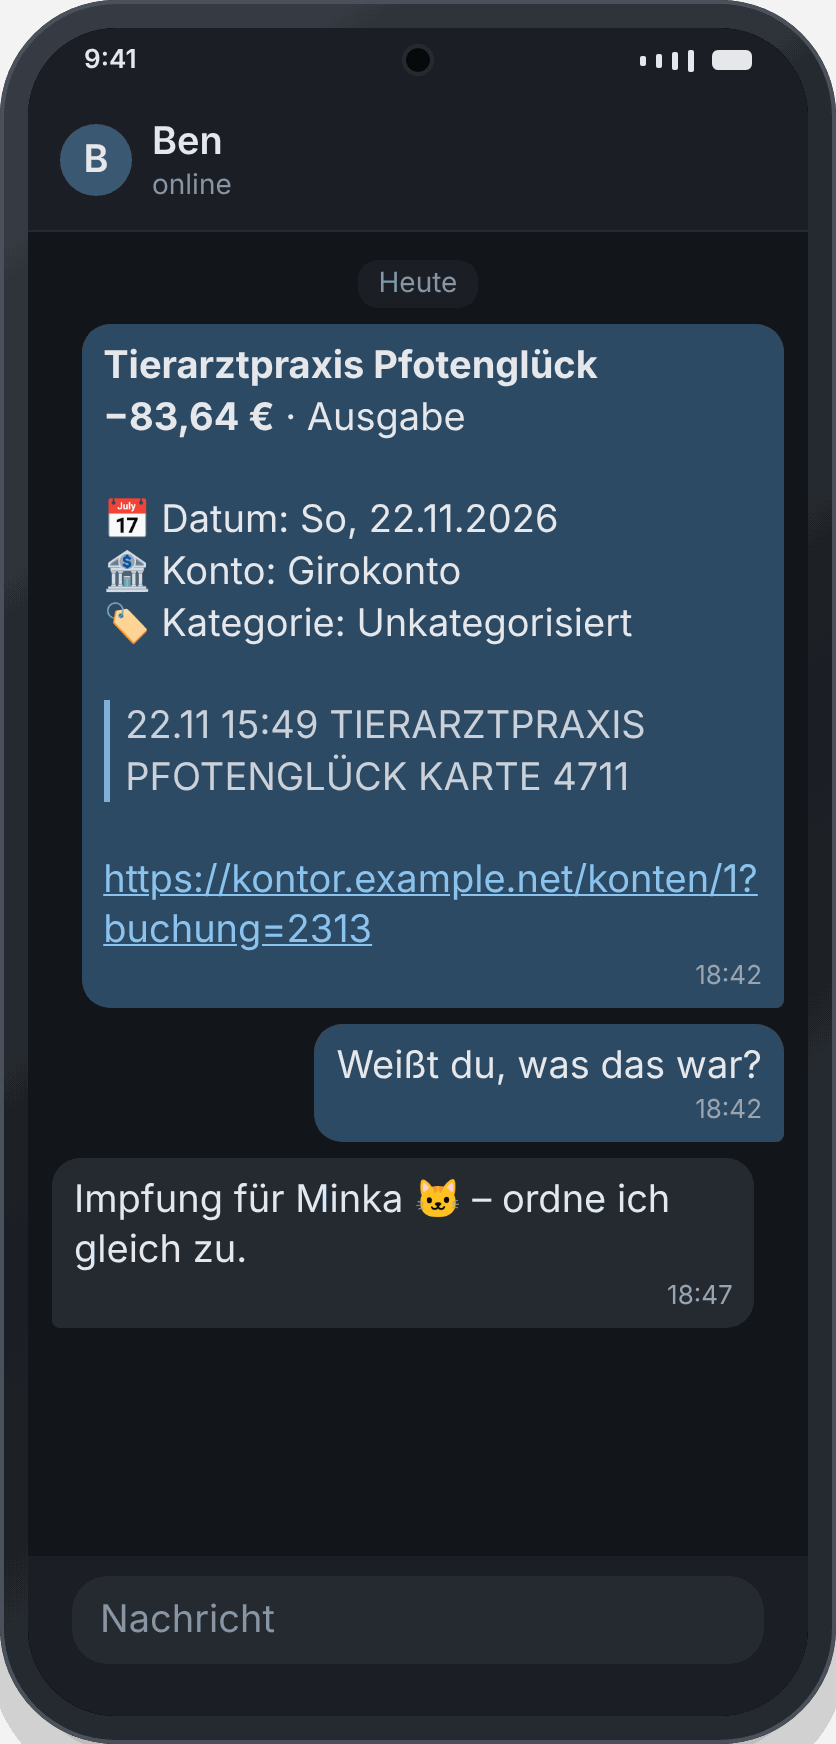 9:41
B
Ben
online
Heute
Tierarztpraxis Pfotenglück
−83,64 € · Ausgabe
📅 Datum: So, 22.11.2026
🏦 Konto: Girokonto
🏷️ Kategorie: Unkategorisiert
22.11 15:49 TIERARZTPRAXIS
PFOTENGLÜCK KARTE 4711
https://kontor.example.net/konten/1?
buchung=2313
18:42
Weißt du, was das war?
18:42
Impfung für Minka 🐱 – ordne ich
gleich zu.
18:47
Nachricht